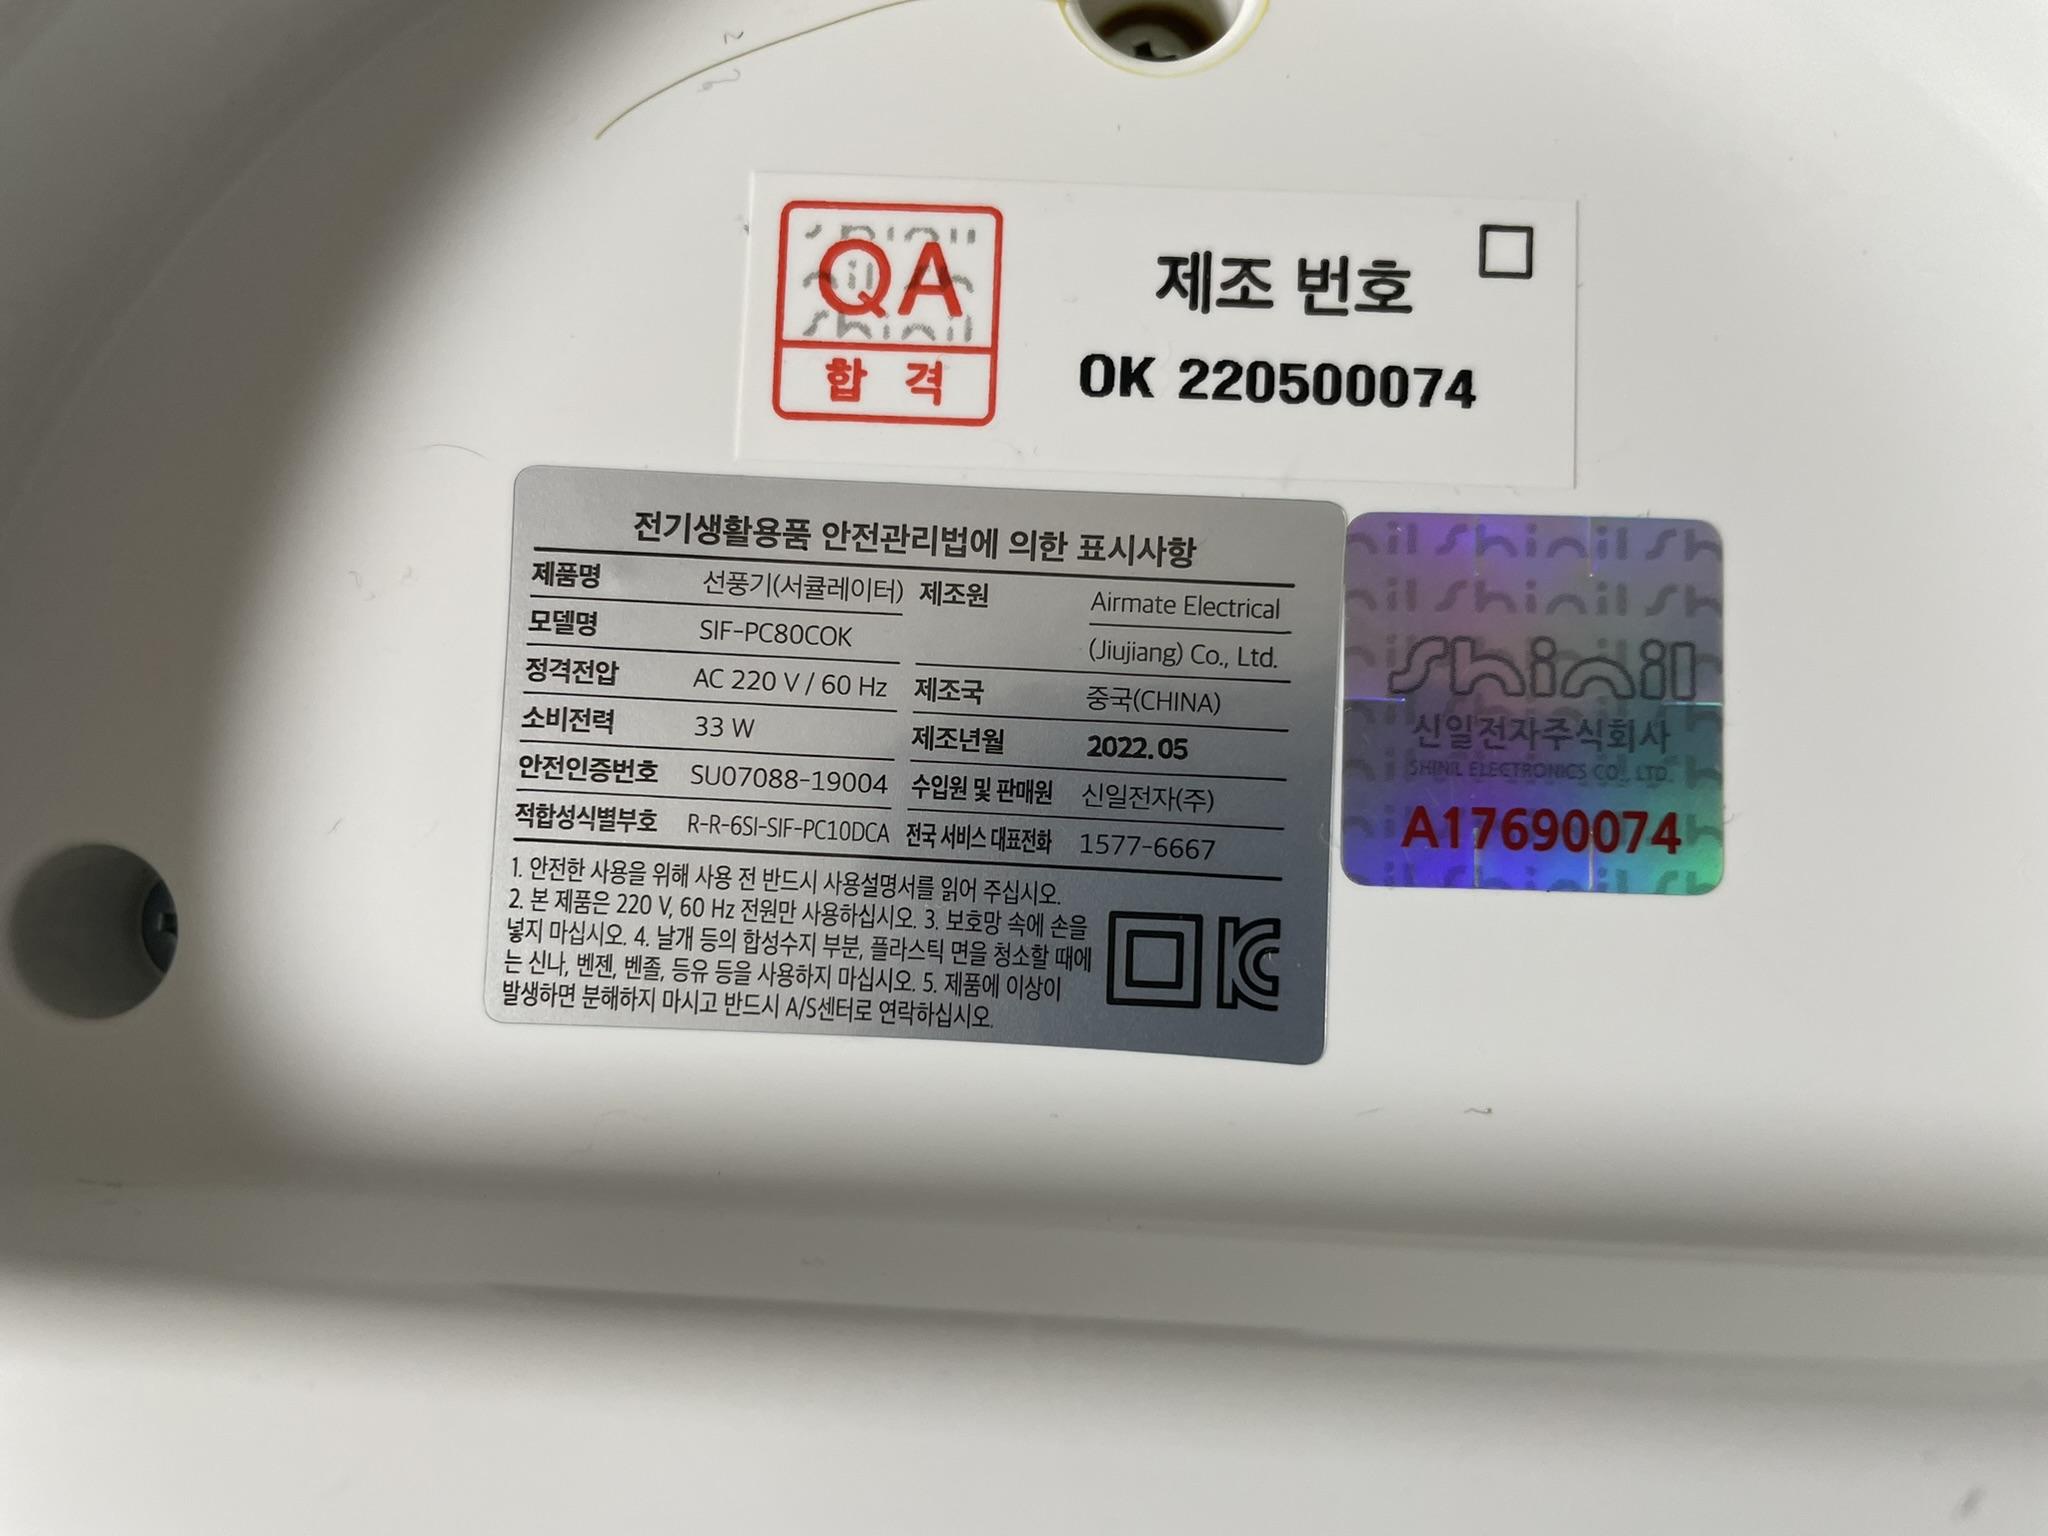 QA
합 격
제조 번호
OK 220500074
전기생활용품 안전관리법에 의한 표시사항
제품명 선풍기(서큘레이터)
모델명 SIF-PC80COK
정격전압 AC 220 V / 60 Hz
소비전력 33 W
안전인증번호 SU07088-19004
적합성식별부호 R-R-6SI-SIF-PC10DCA
제조원 Airmate Electrical
(Jiujiang) Co., Ltd.
제조국 중국(CHINA)
제조년월 2022.05
수입원 및 판매원 신일전자(주)
전국 서비스 대표전화 1577-6667
1. 안전한 사용을 위해 사용 전 반드시 사용설명서를 읽어 주십시오.
2. 본 제품은 220 V, 60 Hz 전원만 사용하십시오. 3. 보호망 속에 손을
넣지 마십시오. 4. 날개 등의 합성수지 부분, 플라스틱 면을 청소할 때에
는 신나, 벤젠, 벤졸, 등유 등을 사용하지 마십시오. 5. 제품에 이상이
발생하면 분해하지 마시고 반드시 A/S센터로 연락하십시오.
KC
shinil
신일전자주식회사
SHINIL ELECTRONICS CO., LTD.
A17690074